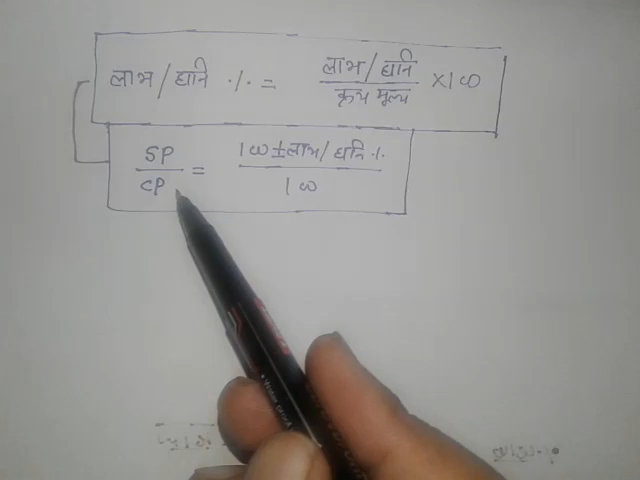 लाभ / हानि % = लाभ / हानि / क्रय मूल्य × 100
SP / CP = 100 ± लाभ / हानि % / 100